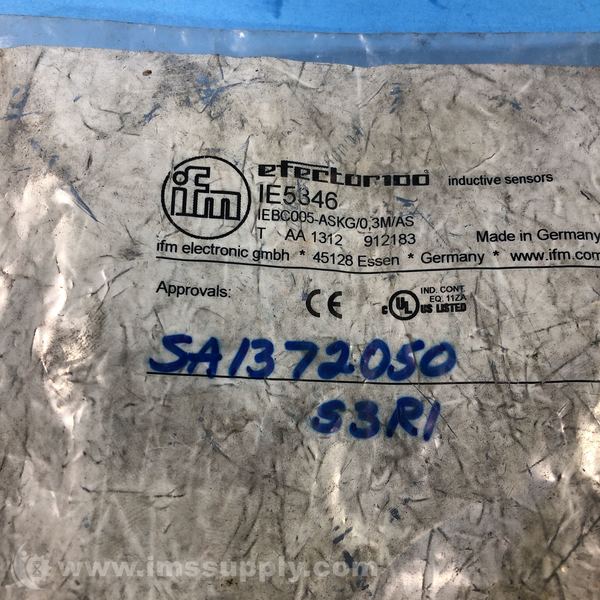 ifm
efector100 inductive sensors
IE5346
IEBC005-ASKG/0,3M/AS
T AA 1312 912183 Made in Germany
ifm electronic gmbh * 45128 Essen * Germany * www.ifm.com
Approvals: CE c UL US LISTED IND. CONT. EQ. 11ZA
SA1372050
S3R1
www.imssupply.com